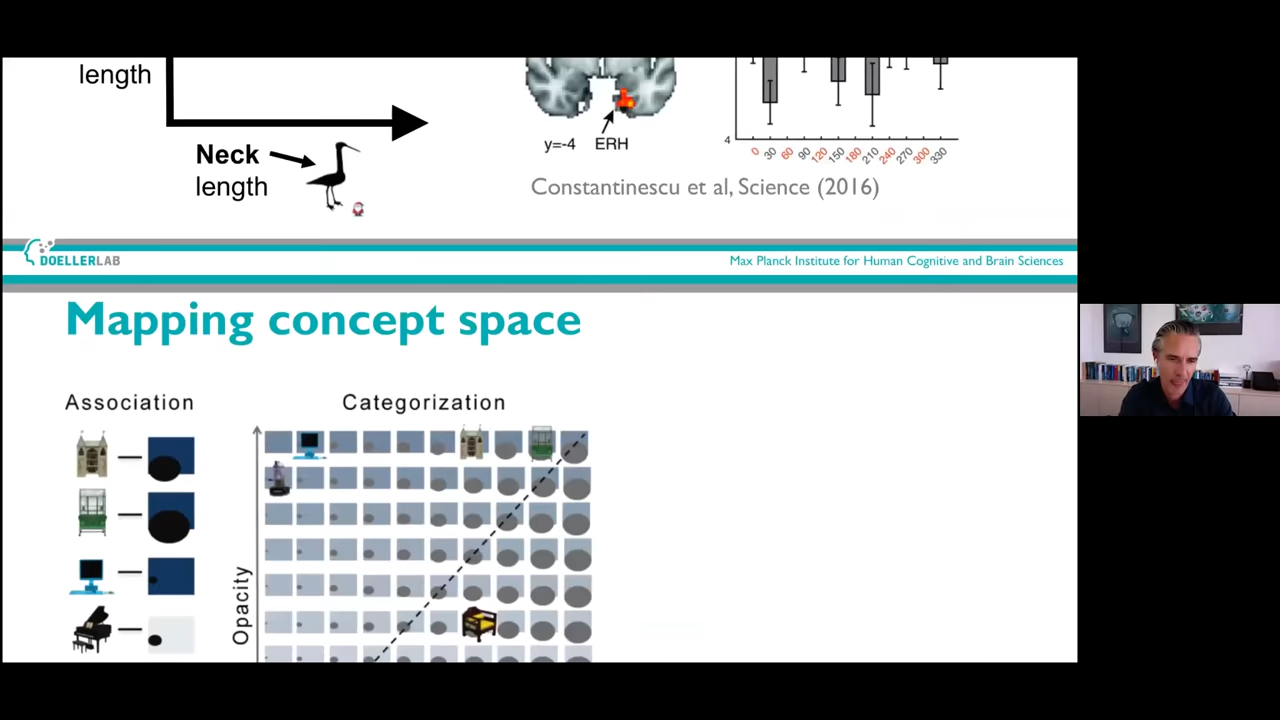 length
Neck
length
y=-4
ERH
4
0 30 60 90 120 150 180 210 240 270 300 330
Constantinescu et al, Science (2016)
DOELLERLAB
Max Planck Institute for Human Cognitive and Brain Sciences
Mapping concept space
Association
Categorization
Opacity